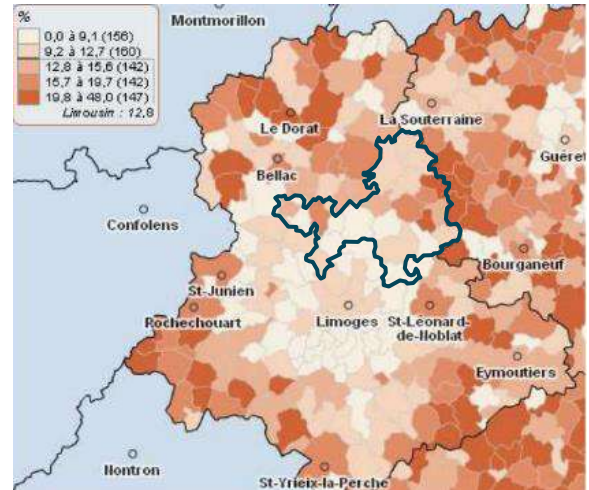 %
0,0 à 9,1 (156)
9,2 à 12,7 (160)
12,8 à 15,6 (142)
15,7 à 19,7 (142)
19,8 à 48,0 (147)
Limousin : 12,8
Montmorillon
La Souterraine
Le Dorat
Guéret
Bellac
Confolens
Bourganeuf
St-Junien
Rochechouart
Limoges
St-Léonard-
de-Noblat
Eymoutiers
Nontron
St-Yrieix-la-Perche